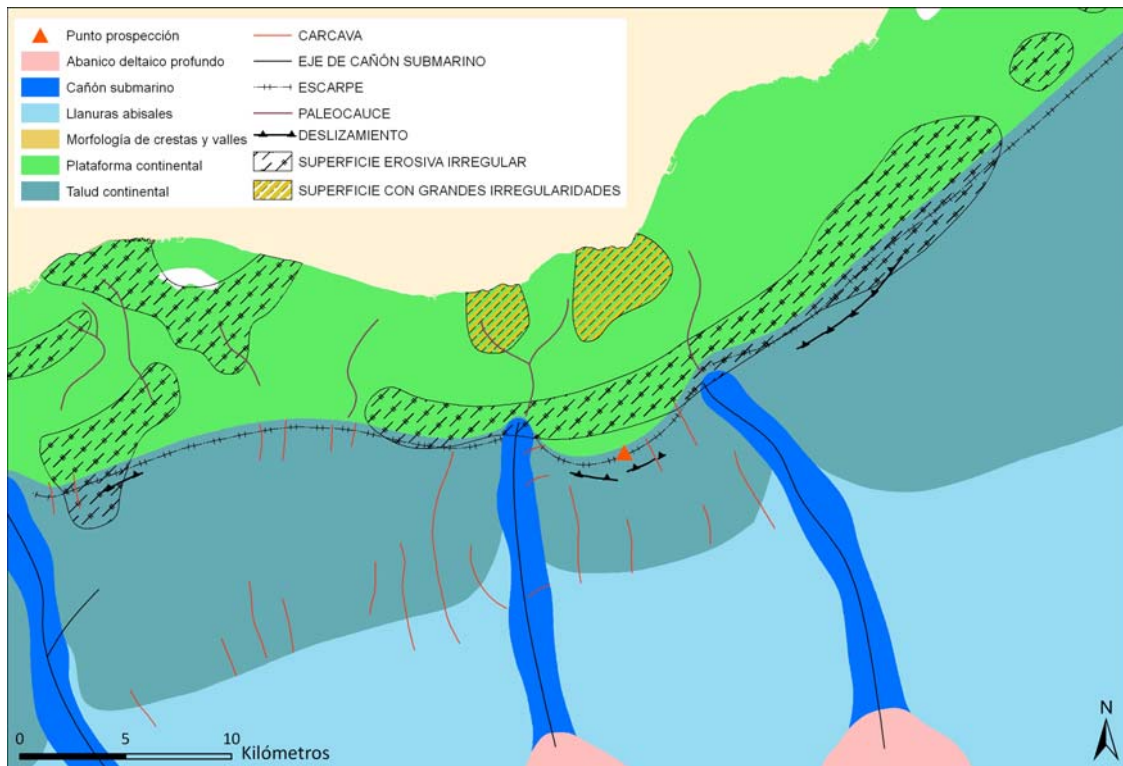 Punto prospección
Abanico deltaico profundo
Cañón submarino
Llanuras abisales
Morfología de crestas y valles
Plataforma continental
Talud continental
CARCAVA
EJE DE CAÑÓN SUBMARINO
ESCARPE
PALEOCAUCE
DESLIZAMIENTO
SUPERFICIE EROSIVA IRREGULAR
SUPERFICIE CON GRANDES IRREGULARIDADES
0 5 10
Kilómetros
N